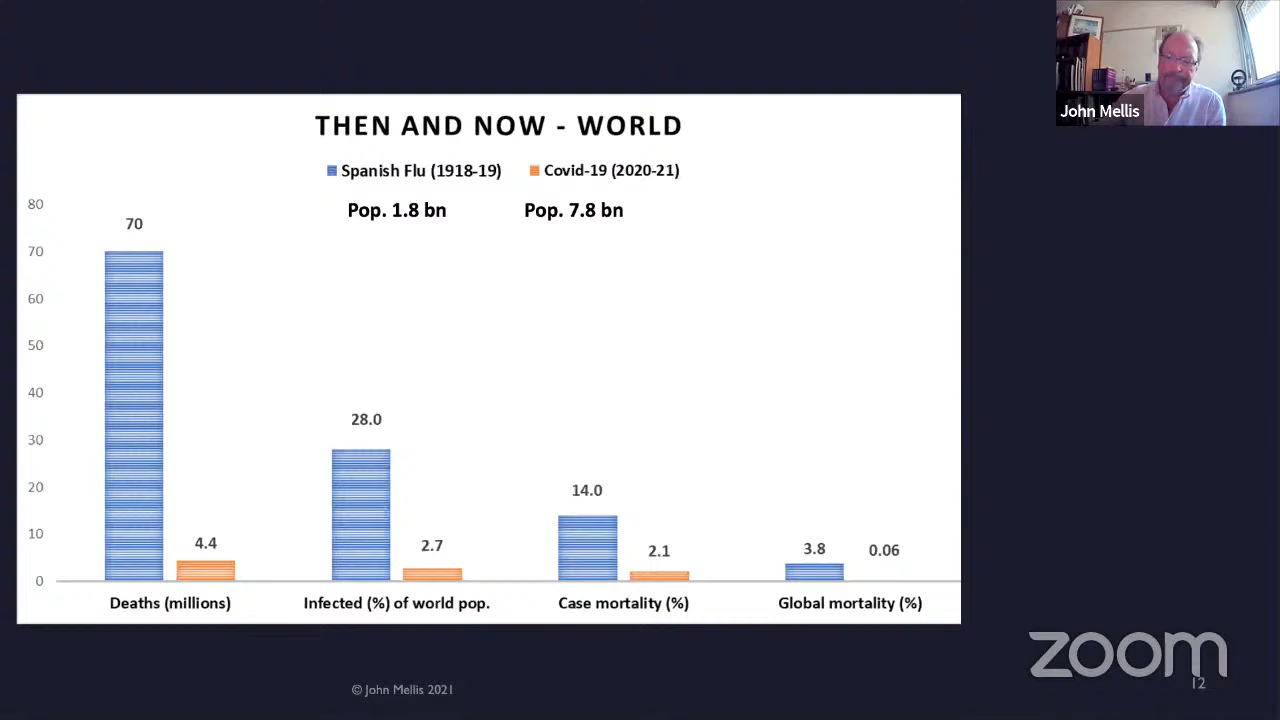 John Mellis
THEN AND NOW - WORLD
Spanish Flu (1918-19) Covid-19 (2020-21)
Pop. 1.8 bn Pop. 7.8 bn
80
70
60
50
40
30
20
10
0
70
4.4
28.0
2.7
14.0
2.1
3.8
0.06
Deaths (millions) Infected (%) of world pop. Case mortality (%) Global mortality (%)
zoom
12
© John Mellis 2021